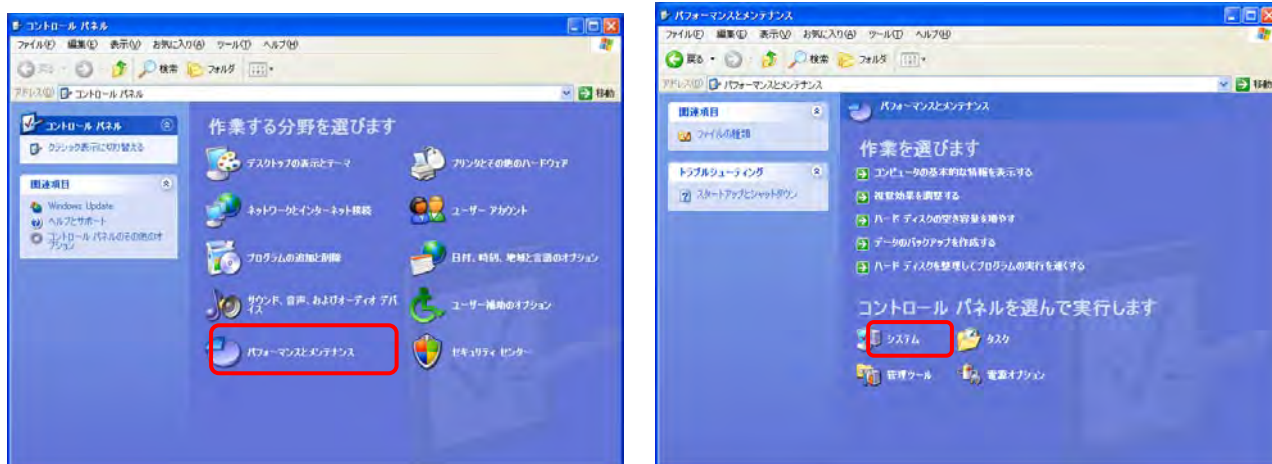 コントロール パネル
ファイル(F) 編集(E) 表示(V) お気に入り(A) ツール(T) ヘルプ(H)
戻る 検索 フォルダ
アドレス(D) コントロール パネル 移動
コントロール パネル
クラシック表示に切り替える
関連項目
Windows Update
ヘルプとサポート
コントロール パネルのその他のオ
プション
作業する分野を選びます
デスクトップの表示とテーマ
プリンタとその他のハードウェア
ネットワークとインターネット接続
ユーザー アカウント
プログラムの追加と削除
日付、時刻、地域と言語のオプション
サウンド、音声、およびオーディオ デバ
イス
ユーザー補助のオプション
パフォーマンスとメンテナンス
セキュリティ センター
パフォーマンスとメンテナンス
ファイル(F) 編集(E) 表示(V) お気に入り(A) ツール(T) ヘルプ(H)
戻る 検索 フォルダ
アドレス(D) パフォーマンスとメンテナンス 移動
関連項目
ファイルの種類
トラブルシューティング
スタートアップとシャットダウン
パフォーマンスとメンテナンス
作業を選びます
コンピュータの基本的な情報を表示する
視覚効果を調整する
ハード ディスクの空き容量を増やす
データのバックアップを作成する
ハード ディスクを整理してプログラムの実行を速くする
コントロール パネルを選んで実行します
システム
タスク
管理ツール
電源オプション